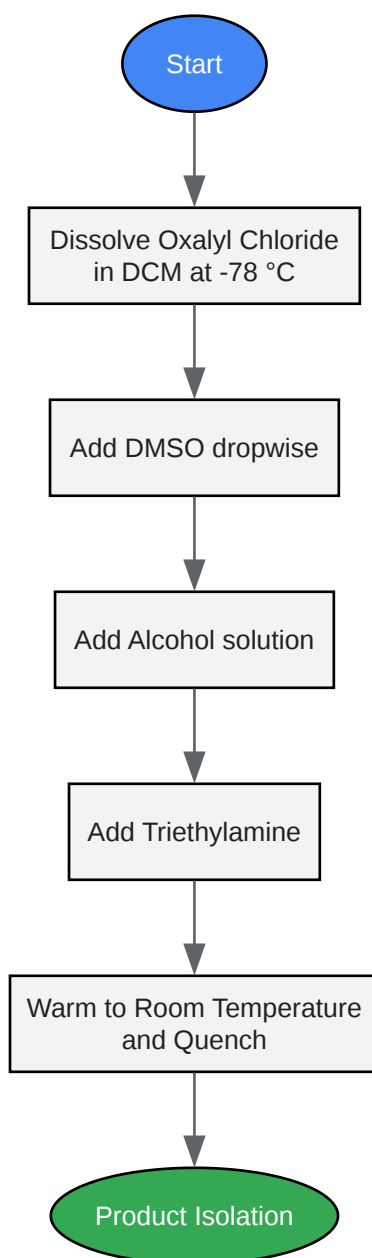 Start
Dissolve Oxalyl Chloride
in DCM at -78 °C
Add DMSO dropwise
Add Alcohol solution
Add Triethylamine
Warm to Room Temperature
and Quench
Product Isolation